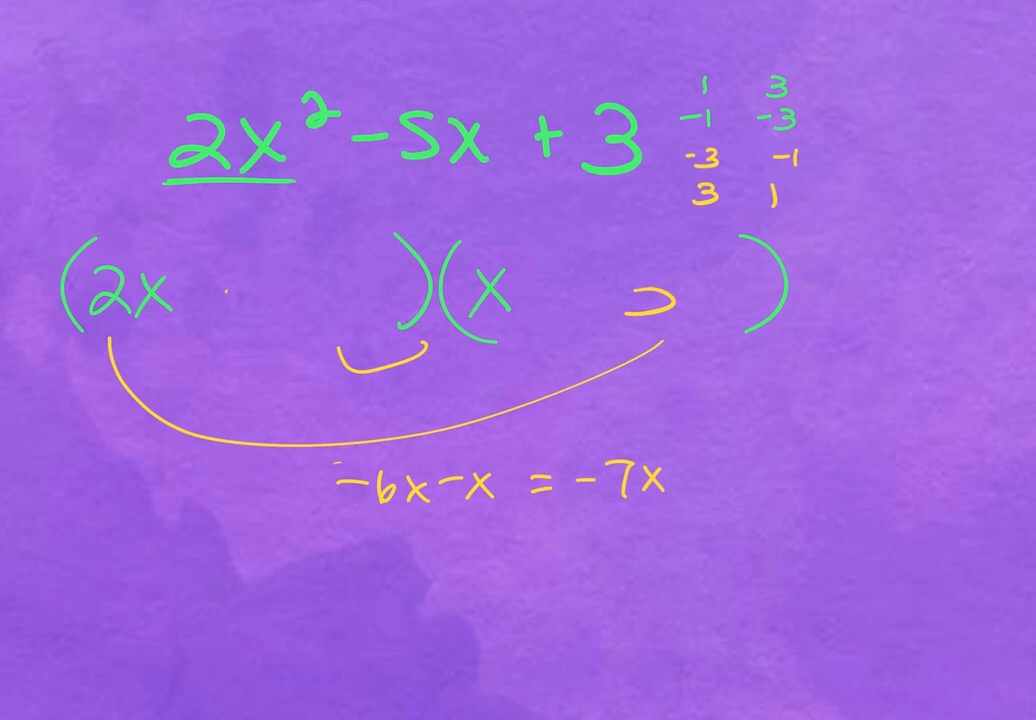 2x² - 5x + 3
1 3
-1 -3
-3 -1
3 1
(2x )(x )
-6x - x = -7x